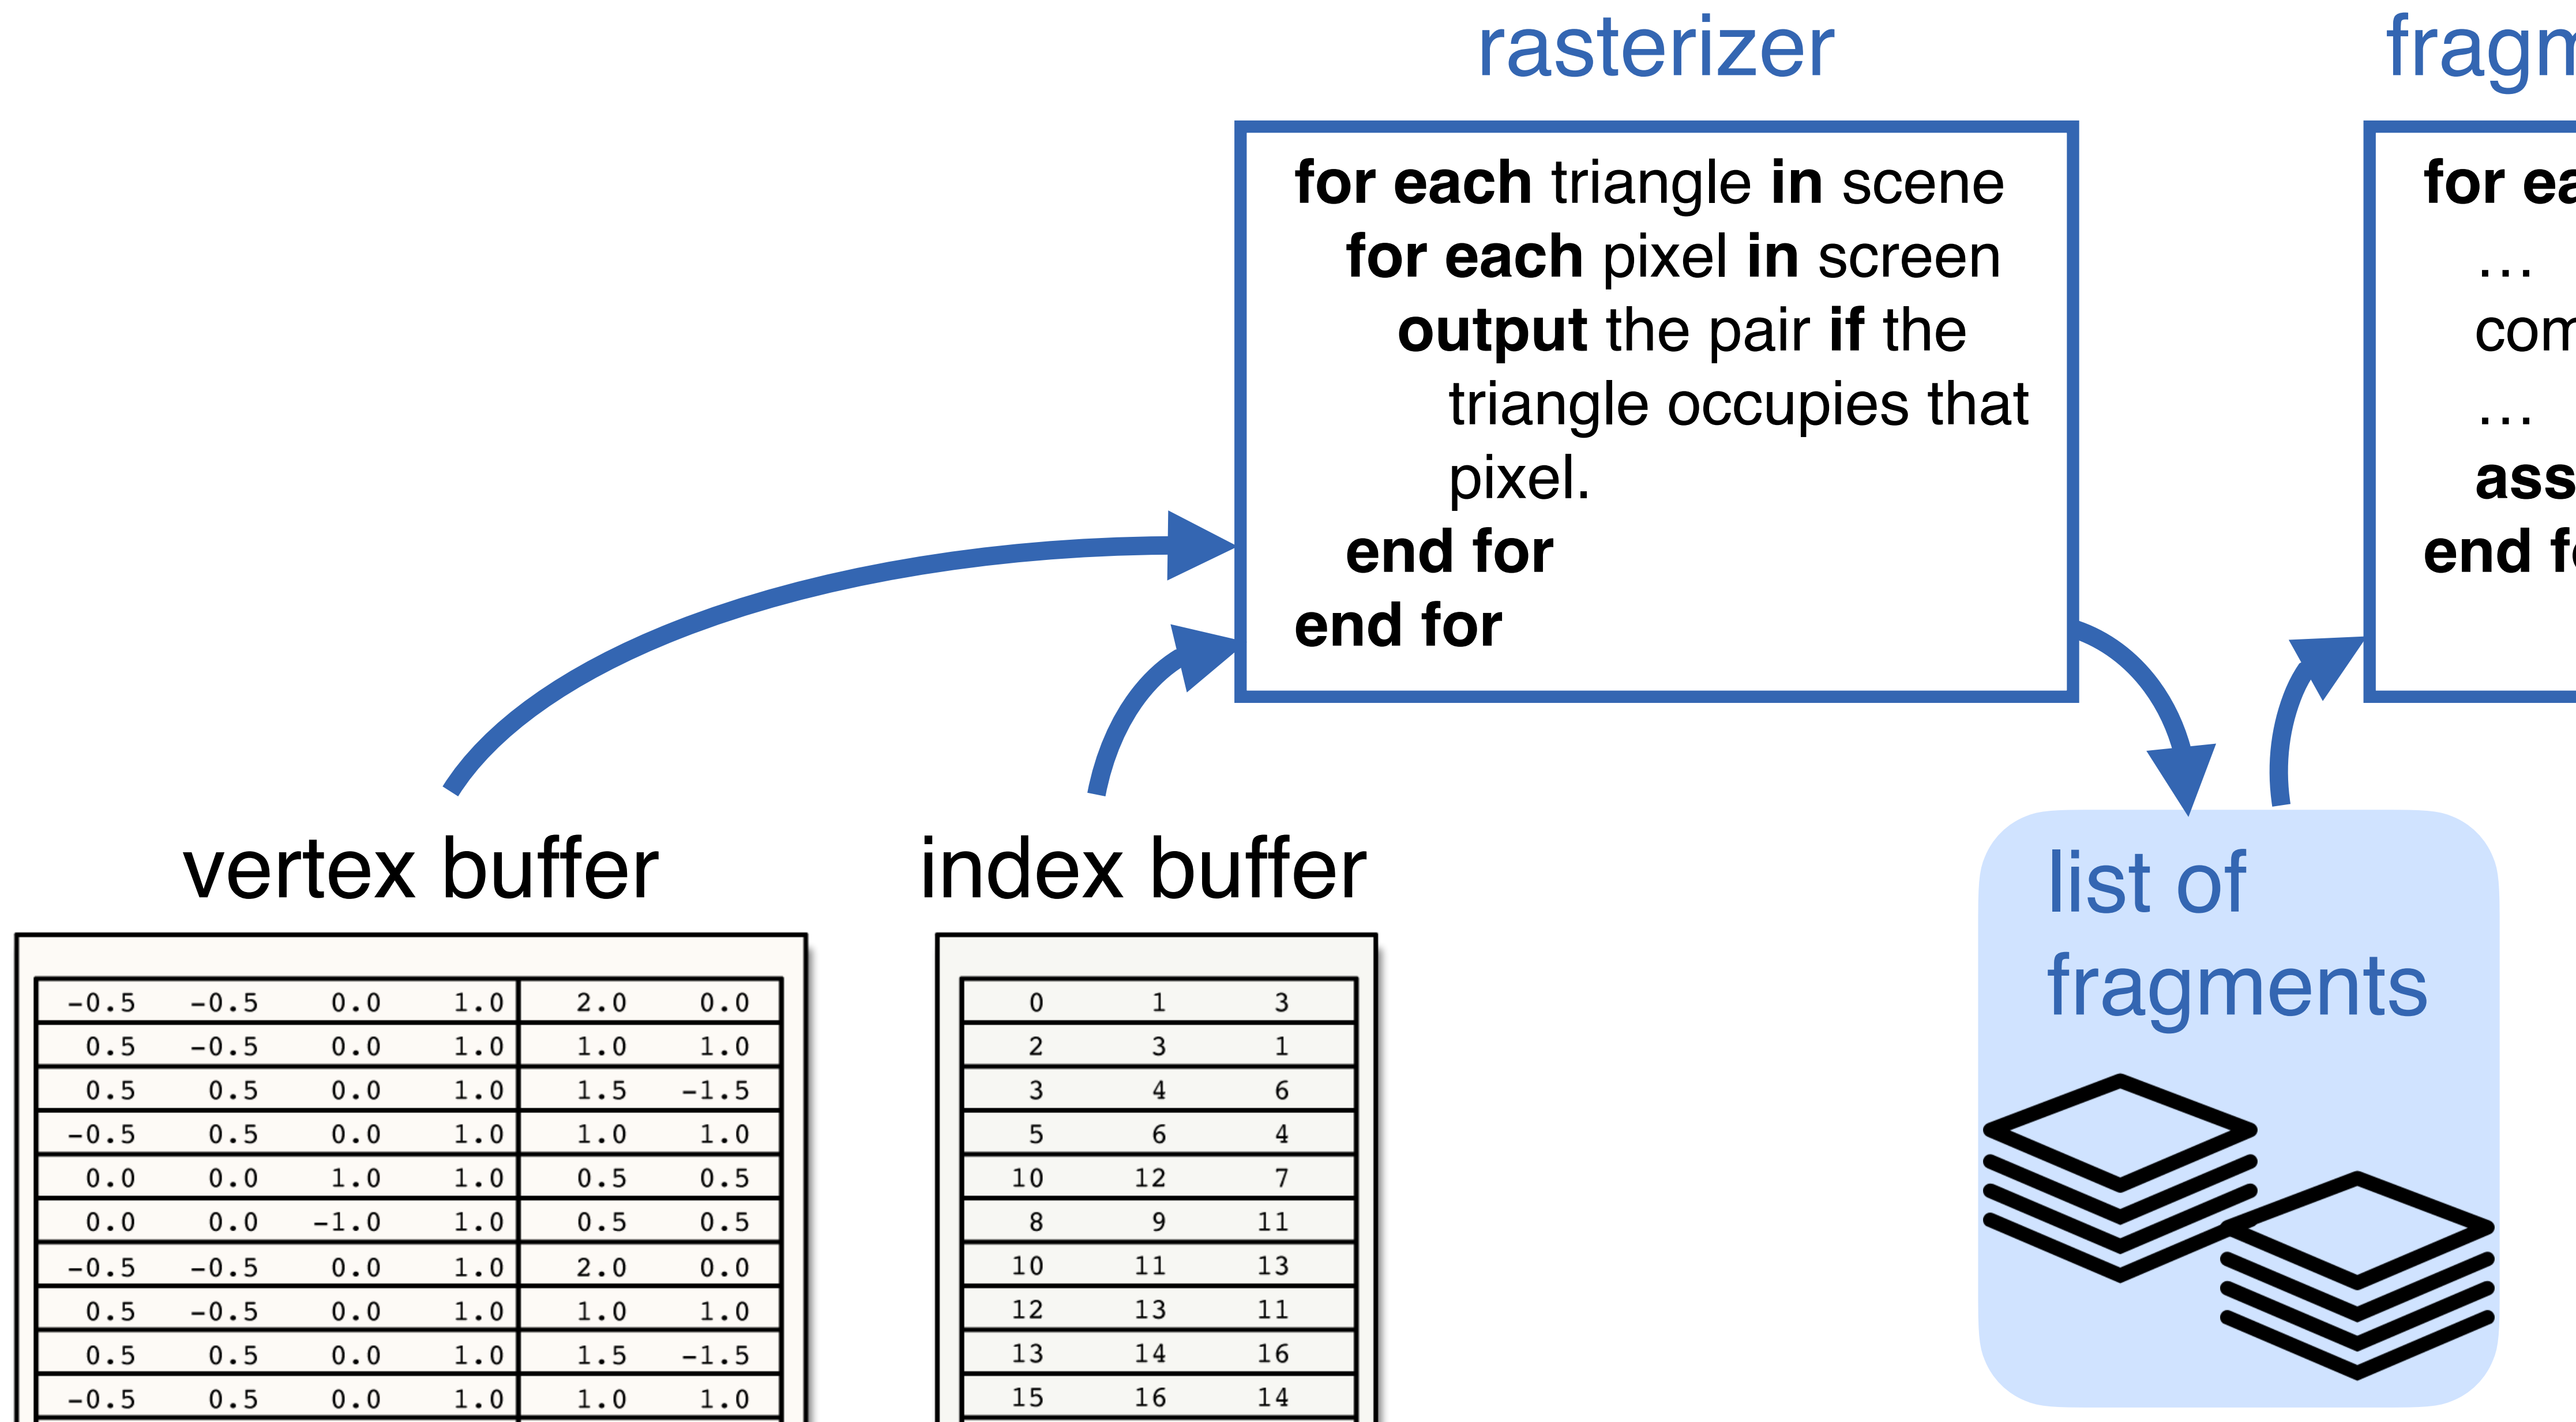 rasterizer
for each triangle in scene
for each pixel in screen
output the pair if the
triangle occupies that
pixel.
end for
end for
…
…
vertex buffer
-0.5 -0.5 0.0 1.0 2.0 0.0
0.5 -0.5 0.0 1.0 1.0 1.0
0.5 0.5 0.0 1.0 1.5 -1.5
-0.5 0.5 0.0 1.0 1.0 1.0
0.0 0.0 1.0 1.0 0.5 0.5
0.0 0.0 -1.0 1.0 0.5 0.5
-0.5 -0.5 0.0 1.0 2.0 0.0
0.5 -0.5 0.0 1.0 1.0 1.0
0.5 0.5 0.0 1.0 1.5 -1.5
-0.5 0.5 0.0 1.0 1.0 1.0
index buffer
0 1 3
2 3 1
3 4 6
5 6 4
10 12 7
8 9 11
10 11 13
12 13 11
13 14 16
15 16 14
list of
fragments
fragm
for ea
com
ass
end fo